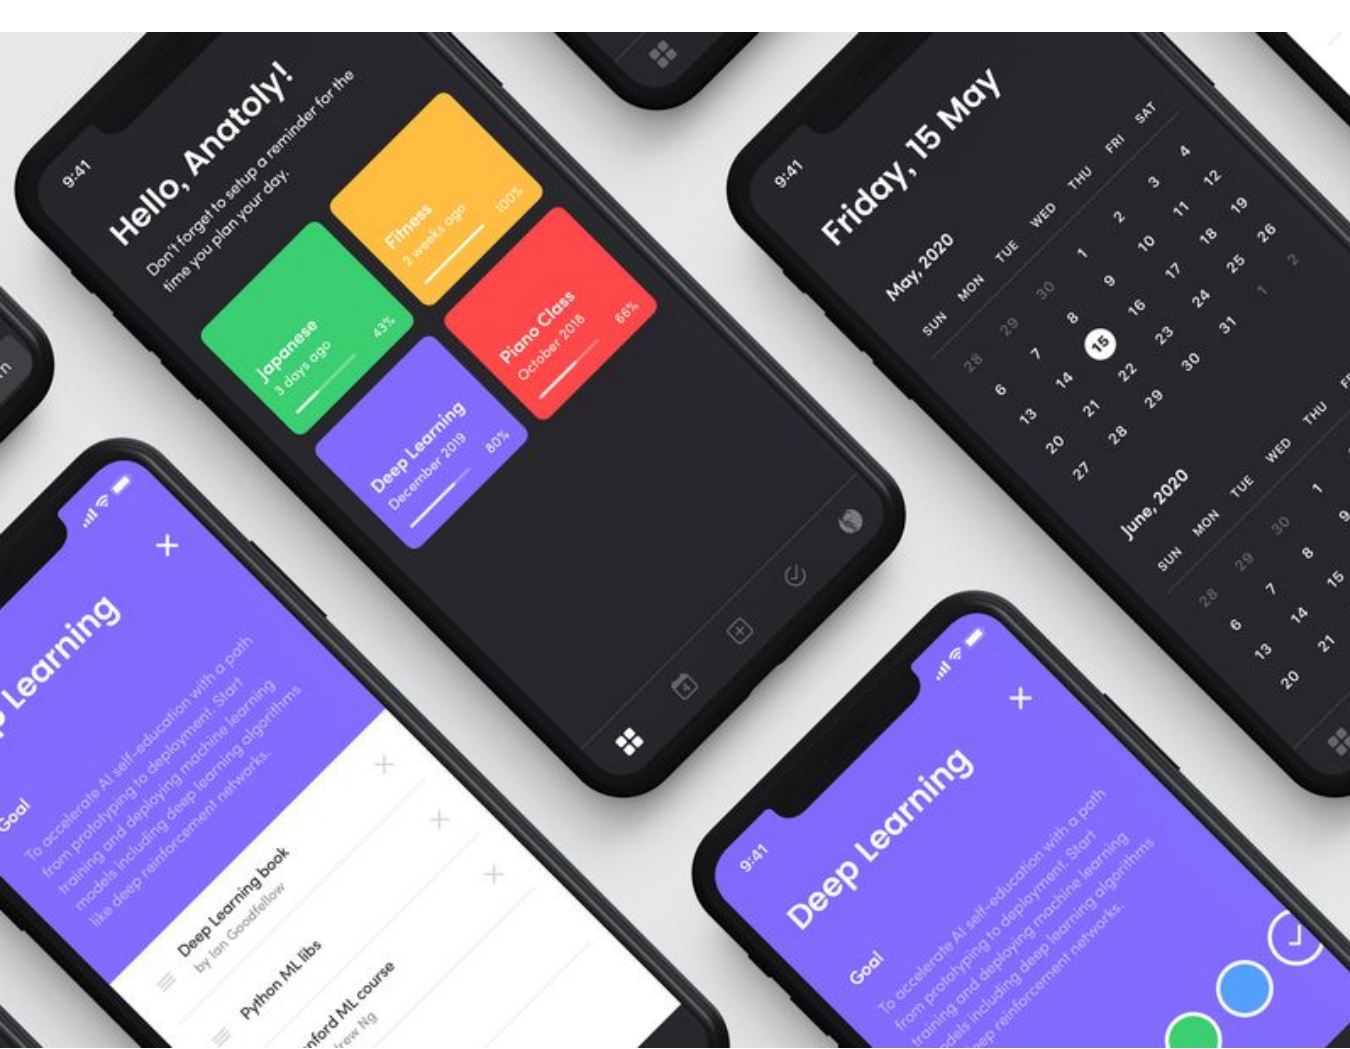 9:41
Hello, Anatoly!
Don't forget to setup a reminder for the
time you plan your day.
Japanese
3 days ago
43%
Fitness
2 weeks ago
100%
Deep Learning
December 2019
80%
Piano Class
October 2018
66%
4
9:41
Friday, 15 May
May, 2020
SUN MON TUE WED THU FRI SAT
28 29 30 1 2 3 4
6 7 8 9 10 11 12
13 14 15 16 17 18 19
20 21 22 23 24 25 26
27 28 29 30 31 1 2
June, 2020
SUN MON TUE WED THU
28 29 30 1
6 7 8 9
13 14 15
20 21
Learning
Goal
To accelerate AI self-education with a path
from prototyping to deployment. Start
training and deploying machine learning
models including deep learning algorithms
like deep reinforcement networks.
Deep Learning book
by Ian Goodfellow
Python ML libs
ML course
Ng
9:41
Deep Learning
Goal
To accelerate AI self-education with a path
from prototyping to deployment. Start
training and deploying machine learning
models including deep learning algorithms
deep reinforcement networks.